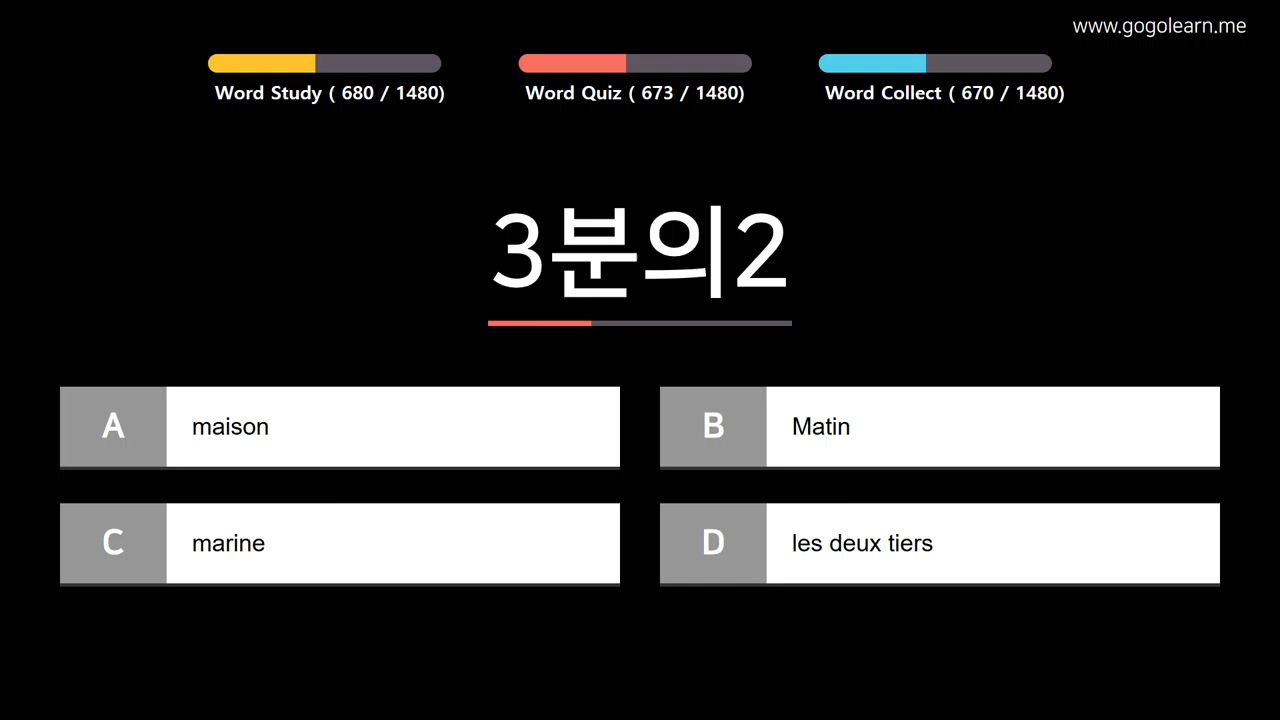 www.gogolearn.me
Word Study ( 680 / 1480)
Word Quiz ( 673 / 1480)
Word Collect ( 670 / 1480)
3분의2
A maison
B Matin
C marine
D les deux tiers